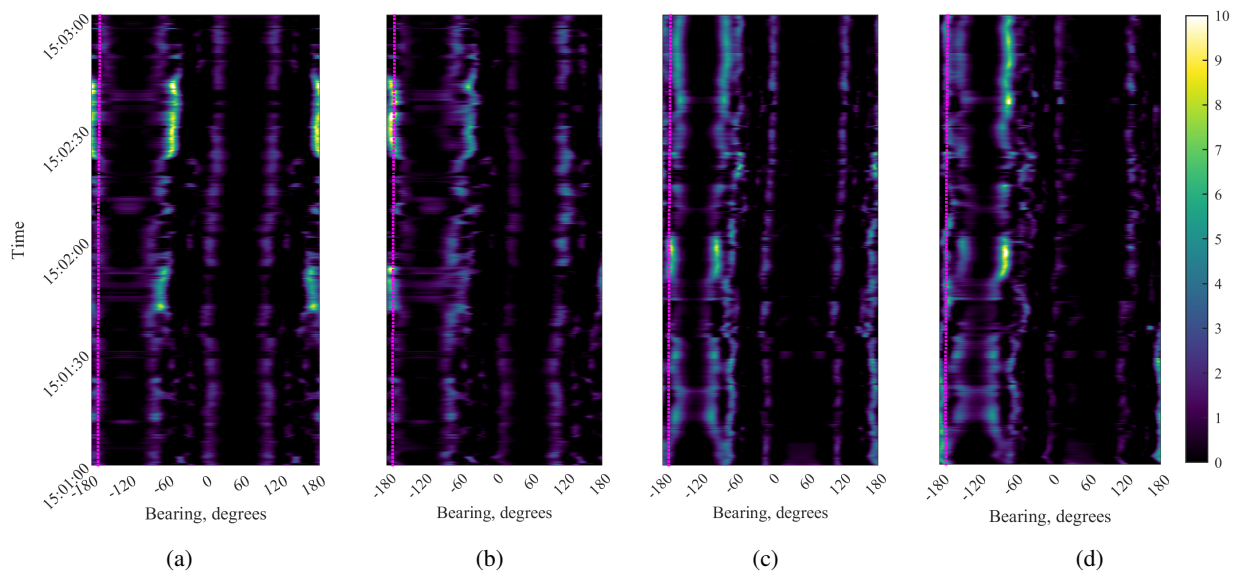 15:03:00
15:02:30
15:02:00
15:01:30
15:01:00
Time
-180 -120 -60 0 60 120 180
Bearing, degrees
(a)
-180 -120 -60 0 60 120 180
Bearing, degrees
(b)
-180 -120 -60 0 60 120 180
Bearing, degrees
(c)
-180 -120 -60 0 60 120 180
Bearing, degrees
(d)
10
9
8
7
6
5
4
3
2
1
0